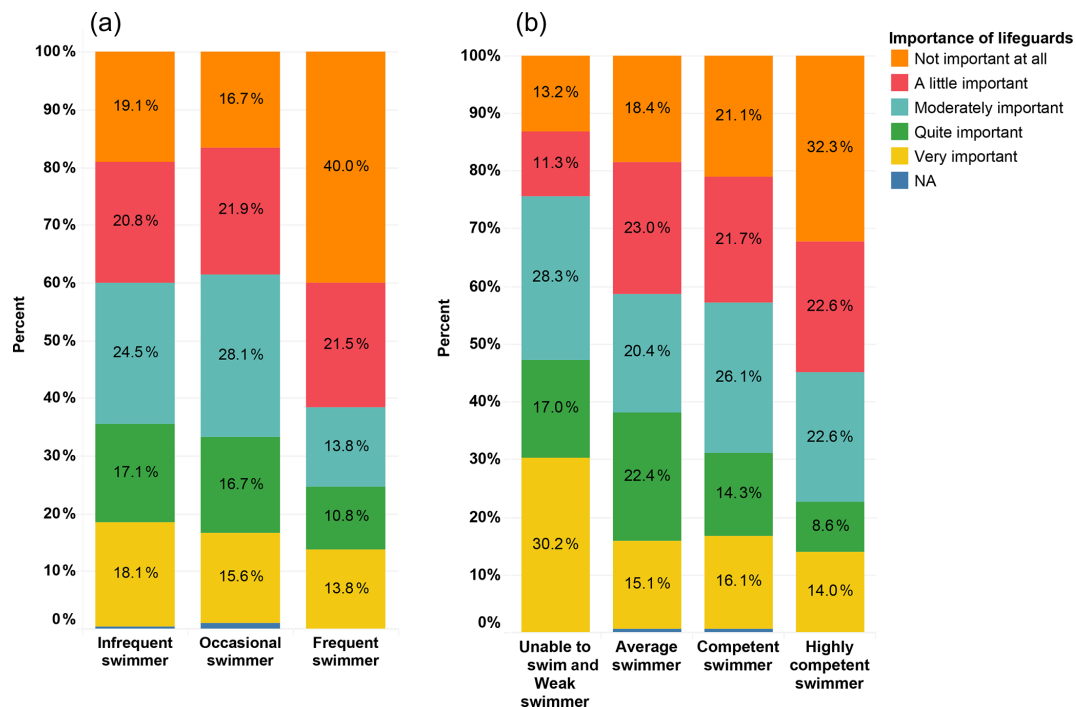 (a)
Percent
100 %
90 %
80 %
70 %
60 %
50 %
40 %
30 %
20 %
10 %
0 %
19.1 %
20.8 %
24.5 %
17.1 %
18.1 %
16.7 %
21.9 %
28.1 %
16.7 %
15.6 %
40.0 %
21.5 %
13.8 %
10.8 %
13.8 %
Infrequent
swimmer
Occasional
swimmer
Frequent
swimmer
(b)
Percent
100 %
90 %
80 %
70 %
60 %
50 %
40 %
30 %
20 %
10 %
0 %
13.2 %
11.3 %
28.3 %
17.0 %
30.2 %
18.4 %
23.0 %
20.4 %
22.4 %
15.1 %
21.1 %
21.7 %
26.1 %
14.3 %
16.1 %
32.3 %
22.6 %
22.6 %
8.6 %
14.0 %
Unable to
swim and
Weak
swimmer
Average
swimmer
Competent
swimmer
Highly
competent
swimmer
Importance of lifeguards
Not important at all
A little important
Moderately important
Quite important
Very important
NA